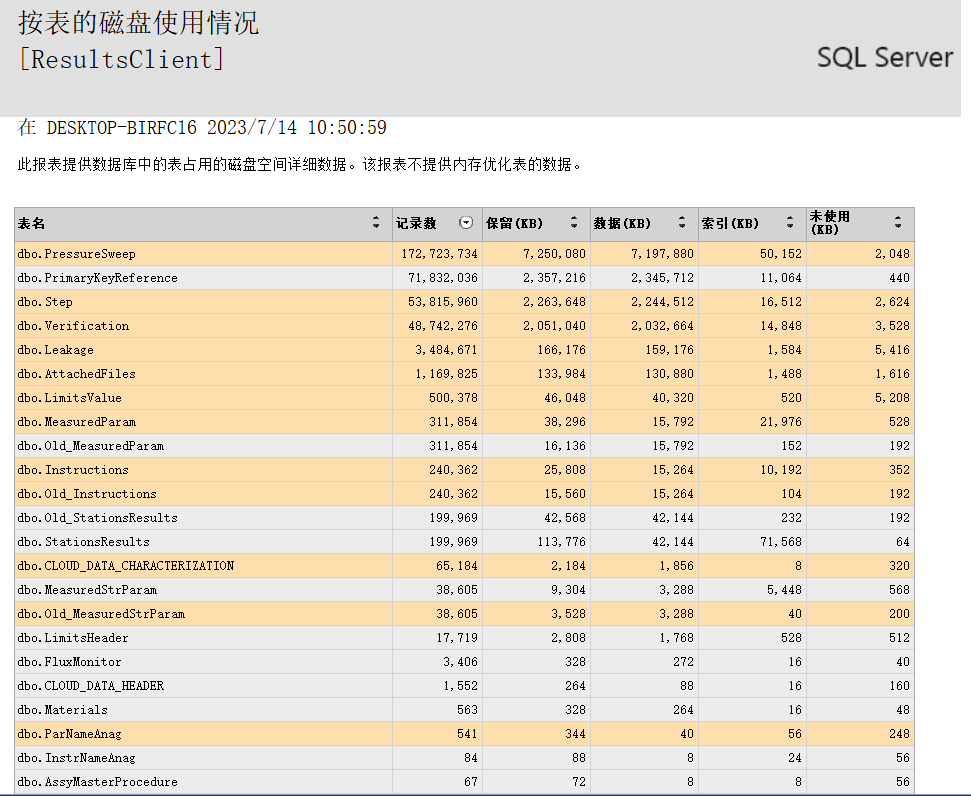 按表的磁盘使用情况
[ResultsClient]
SQL Server
在 DESKTOP-BIRFC16 2023/7/14 10:50:59
此报表提供数据库中的表占用的磁盘空间详细数据。该报表不提供内存优化表的数据。
表名 记录数 保留(KB) 数据(KB) 索引(KB) 未使用(KB)
dbo.PressureSweep 172,723,734 7,250,080 7,197,880 50,152 2,048
dbo.PrimaryKeyReference 71,832,036 2,357,216 2,345,712 11,064 440
dbo.Step 53,815,960 2,263,648 2,244,512 16,512 2,624
dbo.Verification 48,742,276 2,051,040 2,032,664 14,848 3,528
dbo.Leakage 3,484,671 166,176 159,176 1,584 5,416
dbo.AttachedFiles 1,169,825 133,984 130,880 1,488 1,616
dbo.LimitsValue 500,378 46,048 40,320 520 5,208
dbo.MeasuredParam 311,854 38,296 15,792 21,976 528
dbo.Old_MeasuredParam 311,854 16,136 15,792 152 192
dbo.Instructions 240,362 25,808 15,264 10,192 352
dbo.Old_Instructions 240,362 15,560 15,264 104 192
dbo.Old_StationsResults 199,969 42,568 42,144 232 192
dbo.StationsResults 199,969 113,776 42,144 71,568 64
dbo.CLOUD_DATA_CHARACTERIZATION 65,184 2,184 1,856 8 320
dbo.MeasuredStrParam 38,605 9,304 3,288 5,448 568
dbo.Old_MeasuredStrParam 38,605 3,528 3,288 40 200
dbo.LimitsHeader 17,719 2,808 1,768 528 512
dbo.FluxMonitor 3,406 328 272 16 40
dbo.CLOUD_DATA_HEADER 1,552 264 88 16 160
dbo.Materials 563 328 264 16 48
dbo.ParNameAnag 541 344 40 56 248
dbo.InstrNameAnag 84 88 8 24 56
dbo.AssyMasterProcedure 67 72 8 8 56